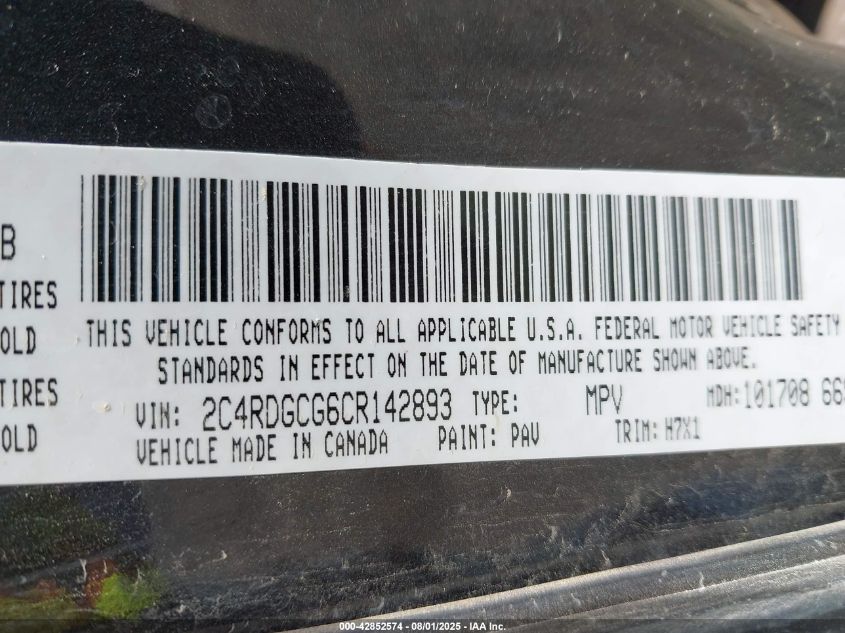 B
TIRES
OLD
TIRES
OLD
THIS VEHICLE CONFORMS TO ALL APPLICABLE U.S.A. FEDERAL MOTOR VEHICLE SAFETY
STANDARDS IN EFFECT ON THE DATE OF MANUFACTURE SHOWN ABOVE.
VIN: 2C4RDGCG6CR142893 TYPE: MPV MDH:101708 66
VEHICLE MADE IN CANADA PAINT: PAV TRIM: H7X1
000-42852574 - 08/01/2025 - IAA Inc.